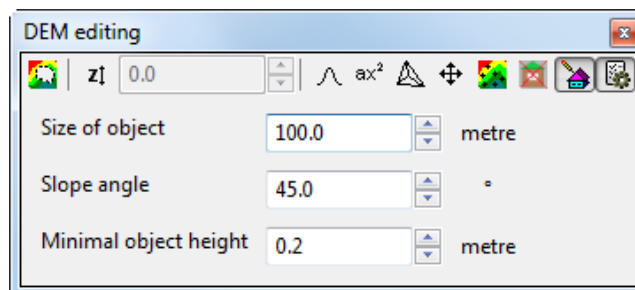 DEM editing
z↕ 0.0 ax²
Size of object 100.0 metre
Slope angle 45.0 °
Minimal object height 0.2 metre